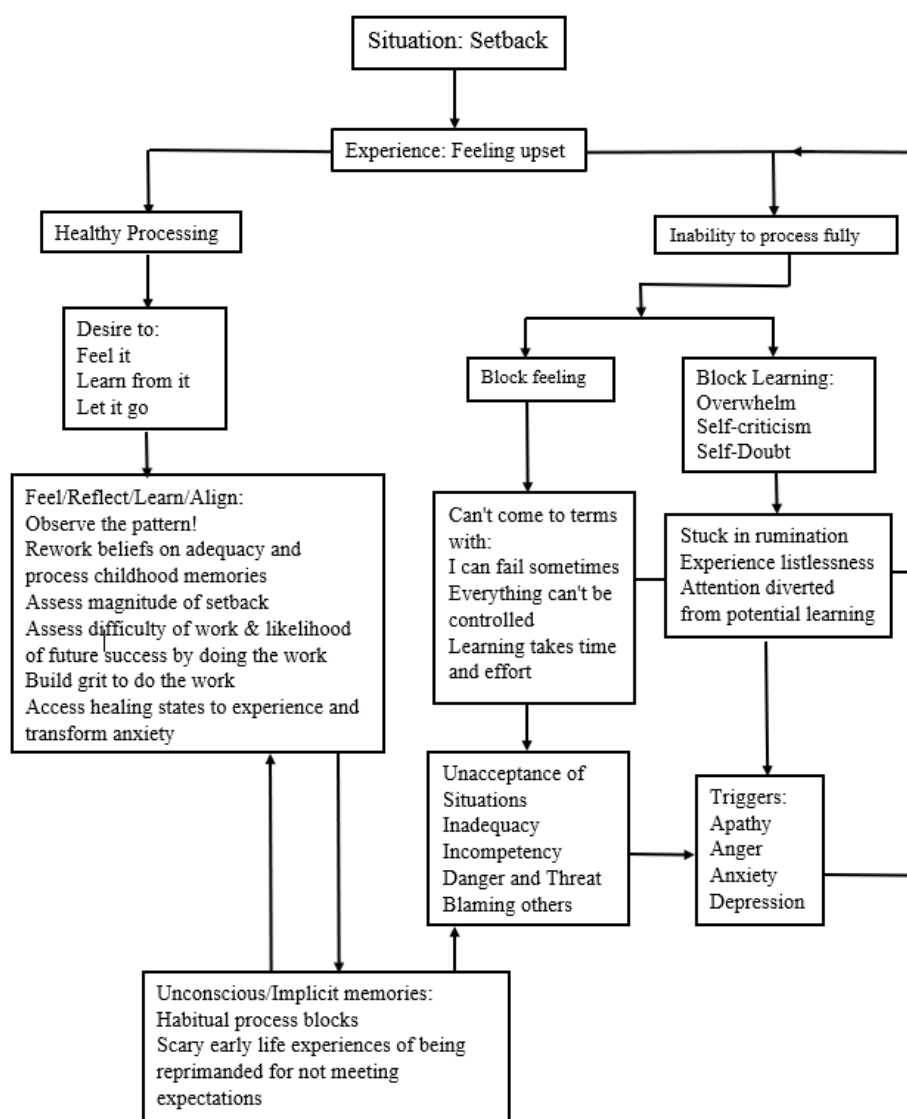 Situation: Setback
Experience: Feeling upset
Healthy Processing
Inability to process fully
Desire to:
Feel it
Learn from it
Let it go
Block feeling
Block Learning:
Overwhelm
Self-criticism
Self-Doubt
Feel/Reflect/Learn/Align:
Observe the pattern!
Rework beliefs on adequacy and
process childhood memories
Assess magnitude of setback
Assess difficulty of work & likelihood
of future success by doing the work
Build grit to do the work
Access healing states to experience and
transform anxiety
Can't come to terms
with:
I can fail sometimes
Everything can't be
controlled
Learning takes time
and effort
Stuck in rumination
Experience listlessness
Attention diverted
from potential learning
Unacceptance of
Situations
Inadequacy
Incompetency
Danger and Threat
Blaming others
Triggers:
Apathy
Anger
Anxiety
Depression
Unconscious/Implicit memories:
Habitual process blocks
Scary early life experiences of being
reprimanded for not meeting
expectations